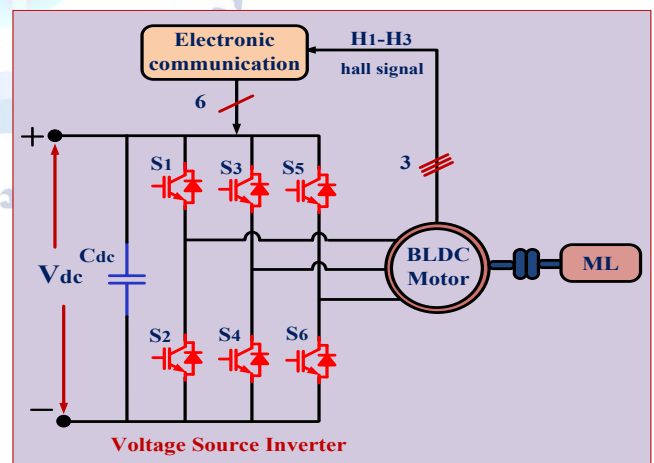 Electronic
communication
H1-H3
hall signal
6
3
+
S1
S3
S5
Cdc
Vdc
BLDC
Motor
ML
S2
S4
S6
−
Voltage Source Inverter